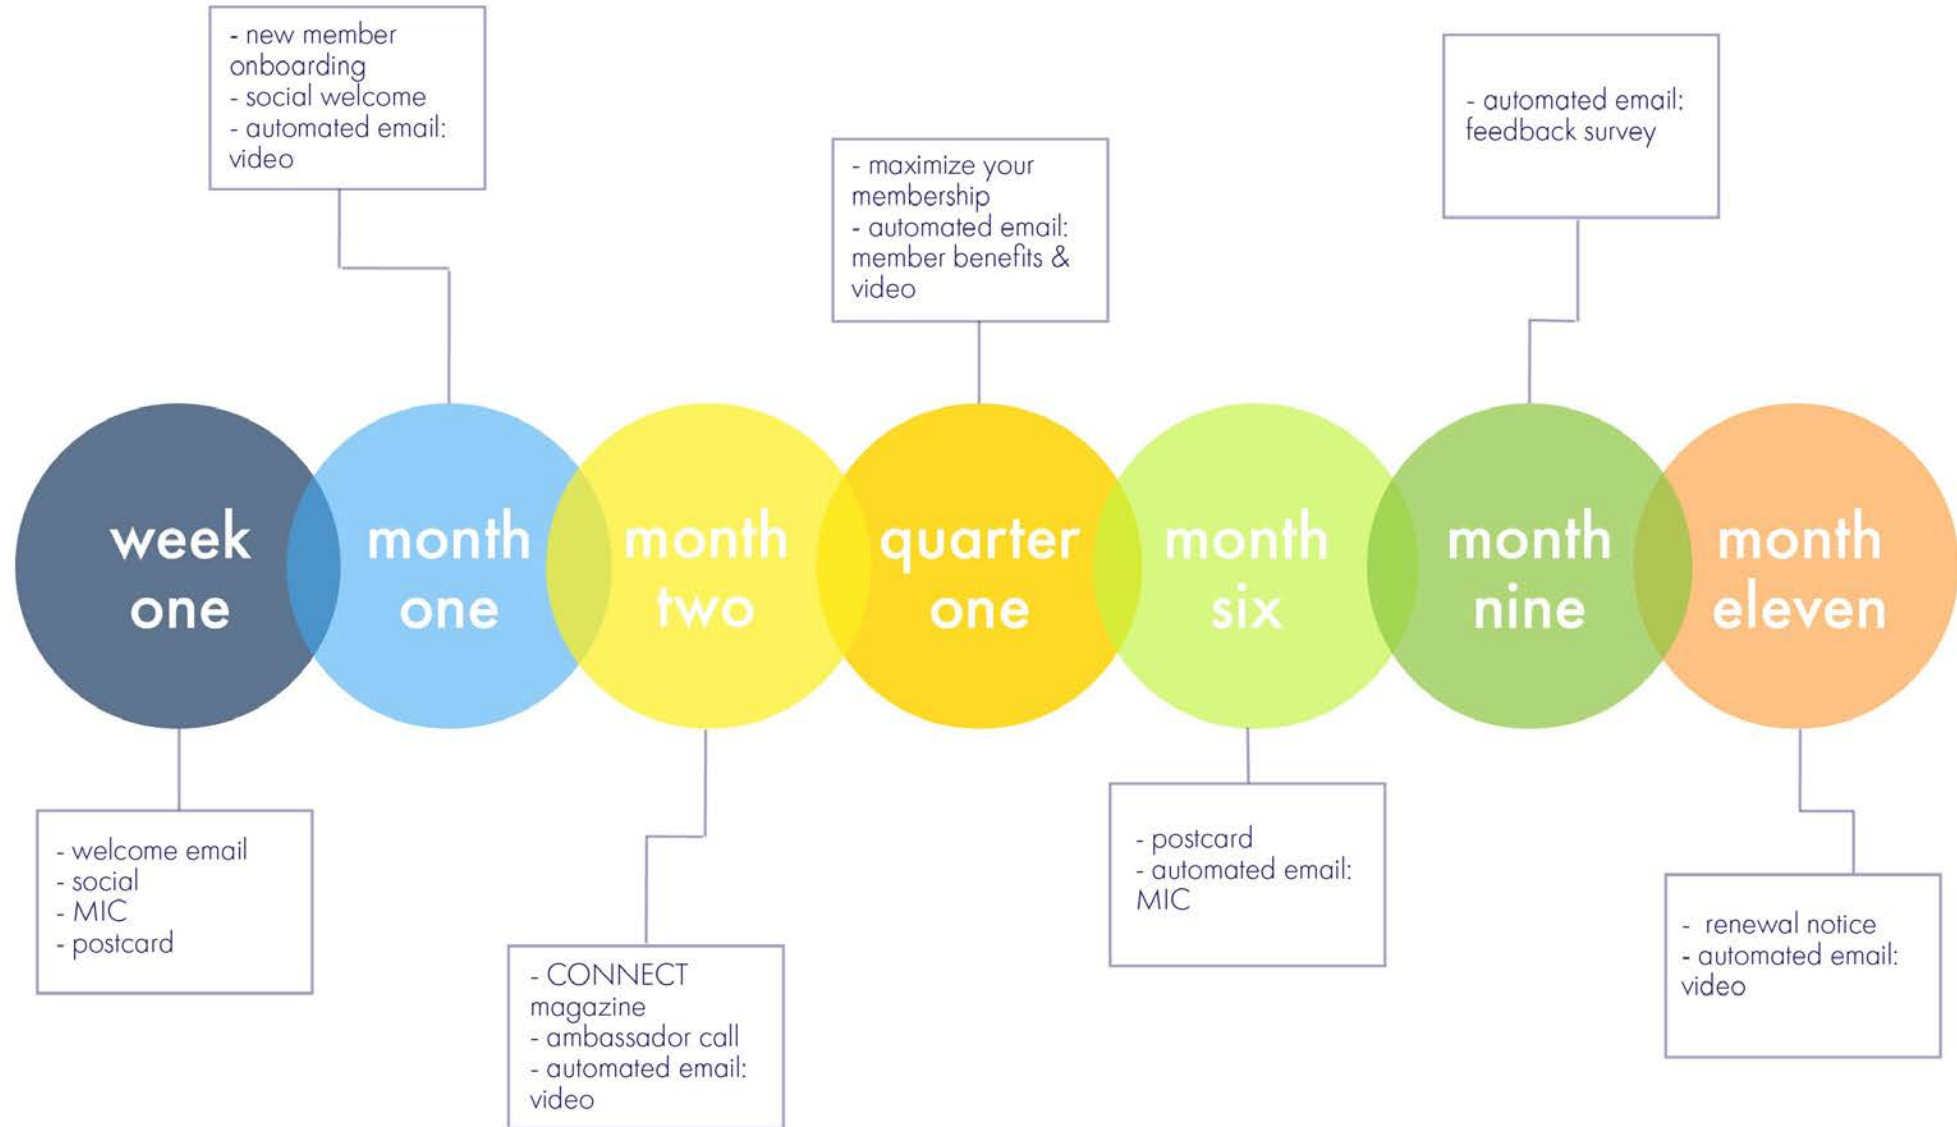 - new member
onboarding
- social welcome
- automated email:
video
- maximize your
membership
- automated email:
member benefits &
video
- automated email:
feedback survey
week
one
month
one
month
two
quarter
one
month
six
month
nine
month
eleven
- welcome email
- social
- MIC
- postcard
- CONNECT
magazine
- ambassador call
- automated email:
video
- postcard
- automated email:
MIC
- renewal notice
- automated email:
video